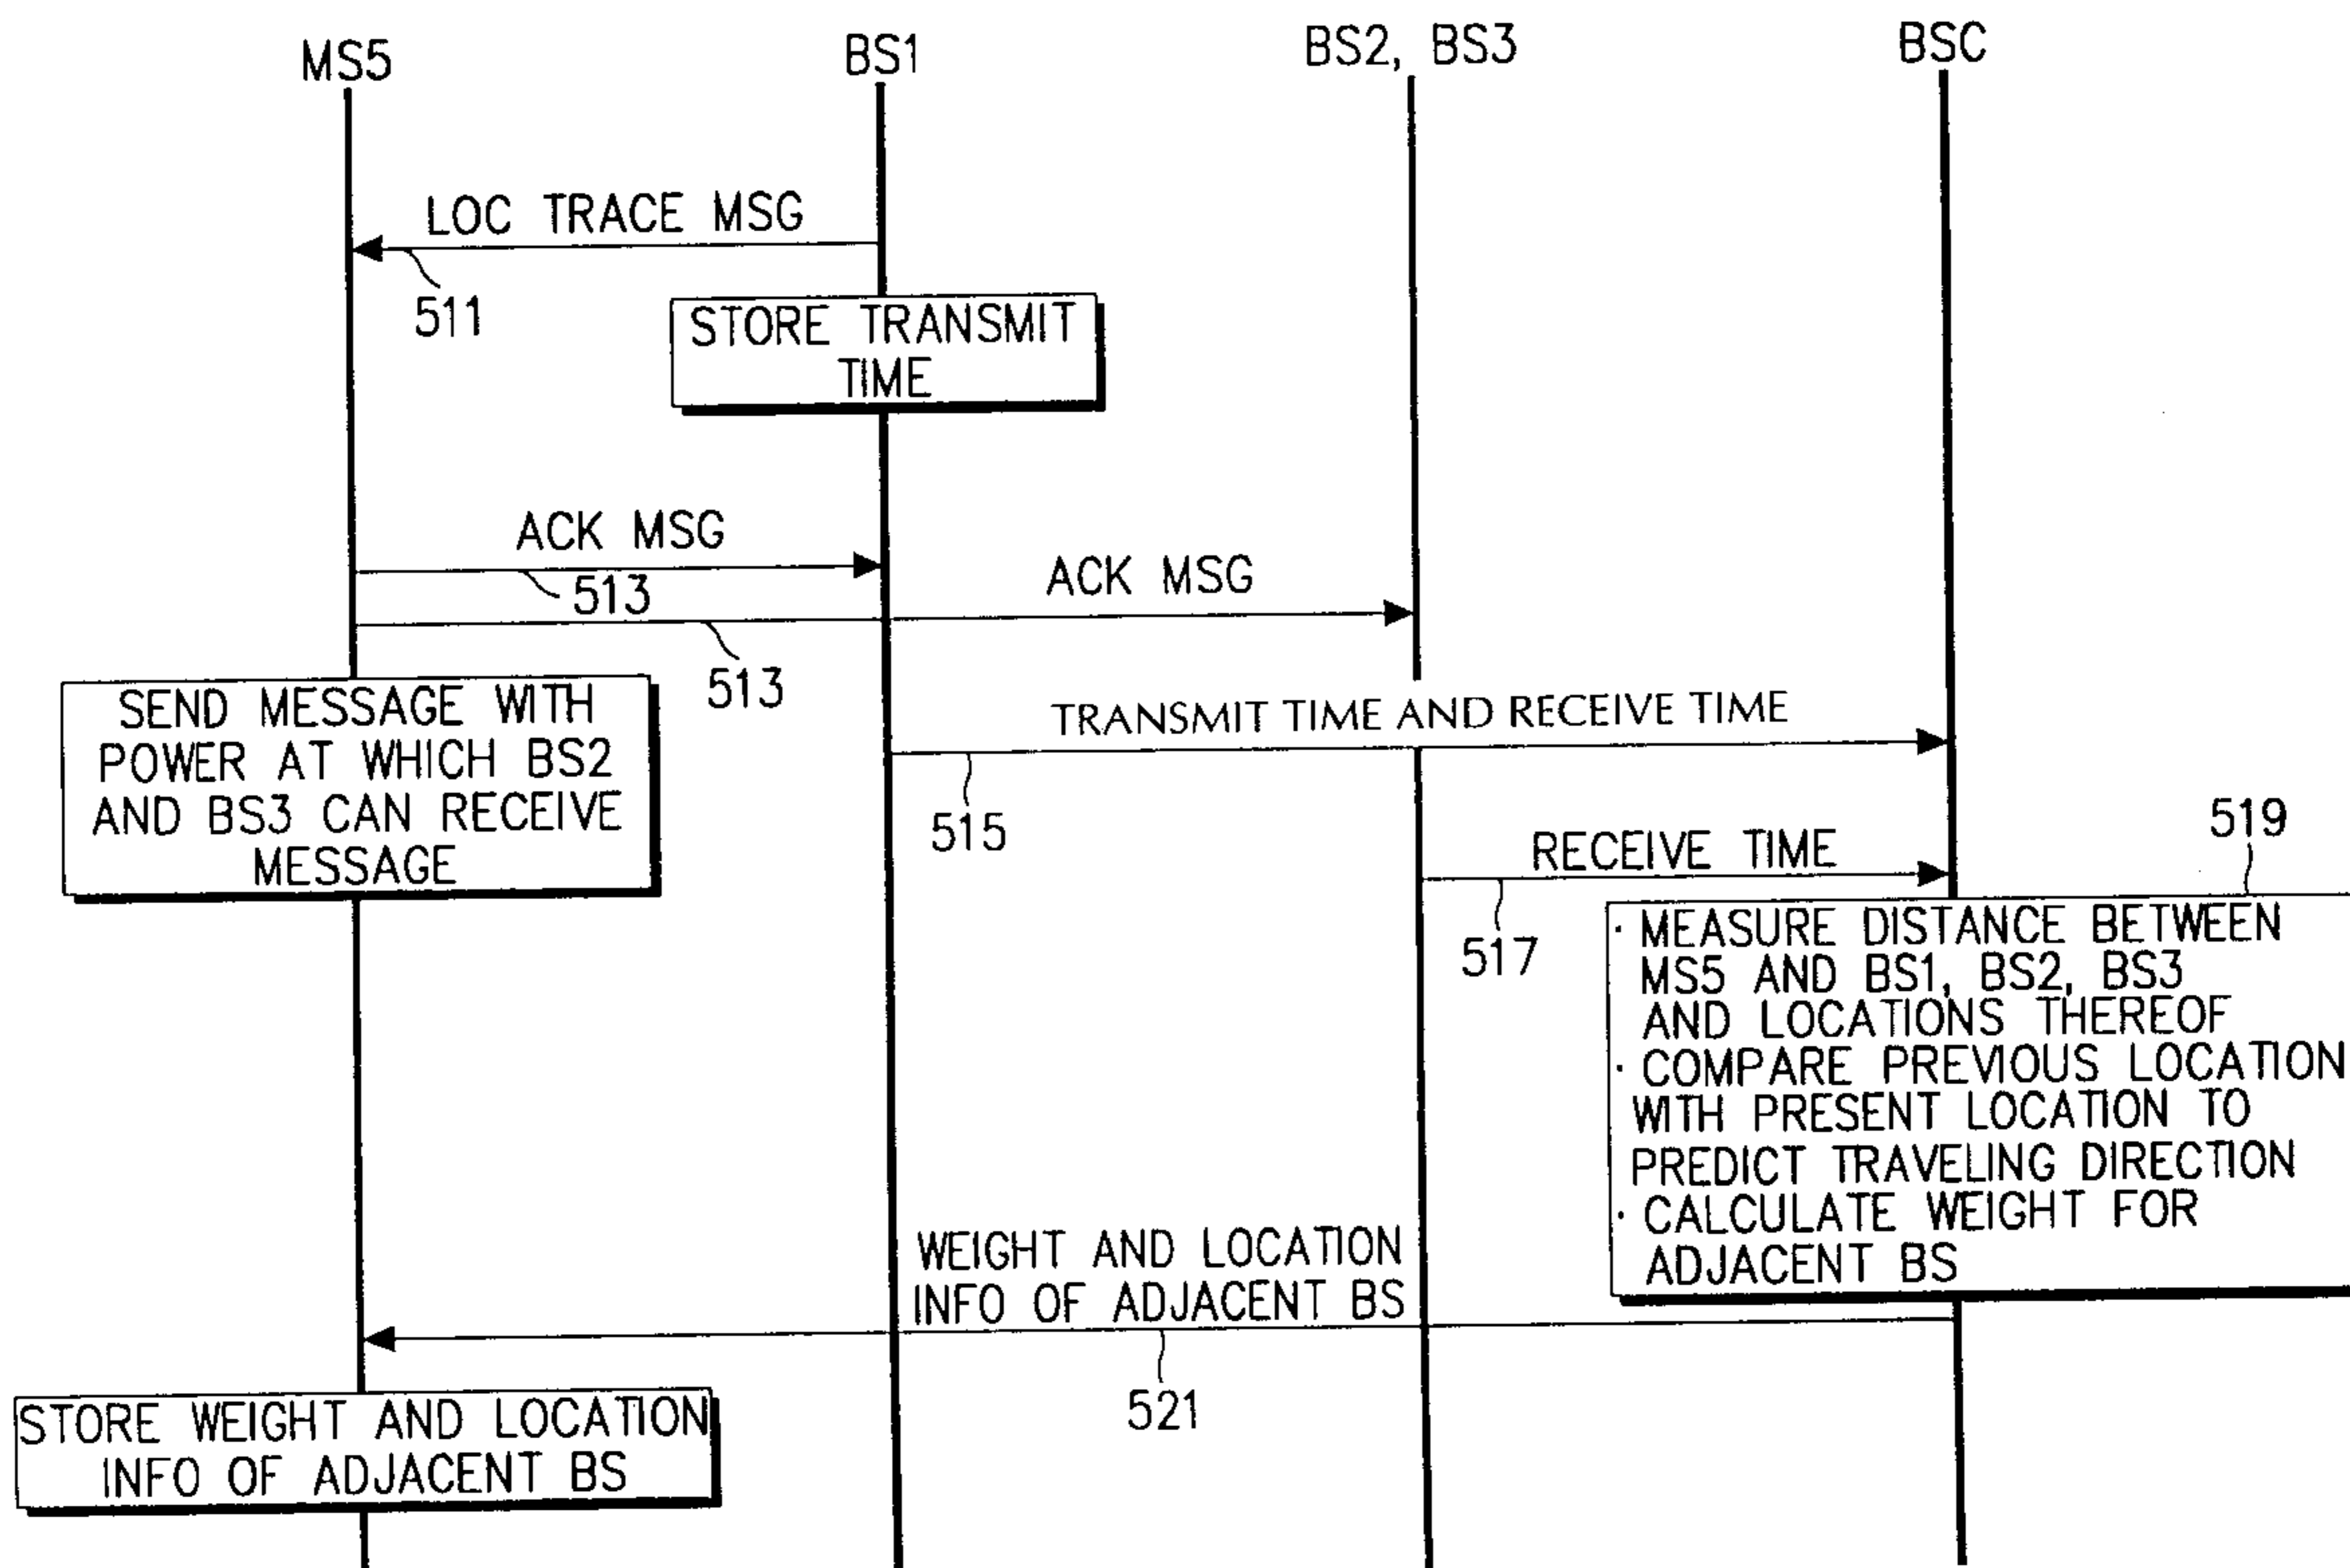 MS5
BS1
BS2, BS3
BSC
LOC TRACE MSG
511
STORE TRANSMIT
TIME
ACK MSG
513
ACK MSG
513
SEND MESSAGE WITH
POWER AT WHICH BS2
AND BS3 CAN RECEIVE
MESSAGE
TRANSMIT TIME AND RECEIVE TIME
515
RECEIVE TIME
517
519
· MEASURE DISTANCE BETWEEN
MS5 AND BS1, BS2, BS3
AND LOCATIONS THEREOF
· COMPARE PREVIOUS LOCATION
WITH PRESENT LOCATION TO
PREDICT TRAVELING DIRECTION
· CALCULATE WEIGHT FOR
ADJACENT BS
WEIGHT AND LOCATION
INFO OF ADJACENT BS
521
STORE WEIGHT AND LOCATION
INFO OF ADJACENT BS